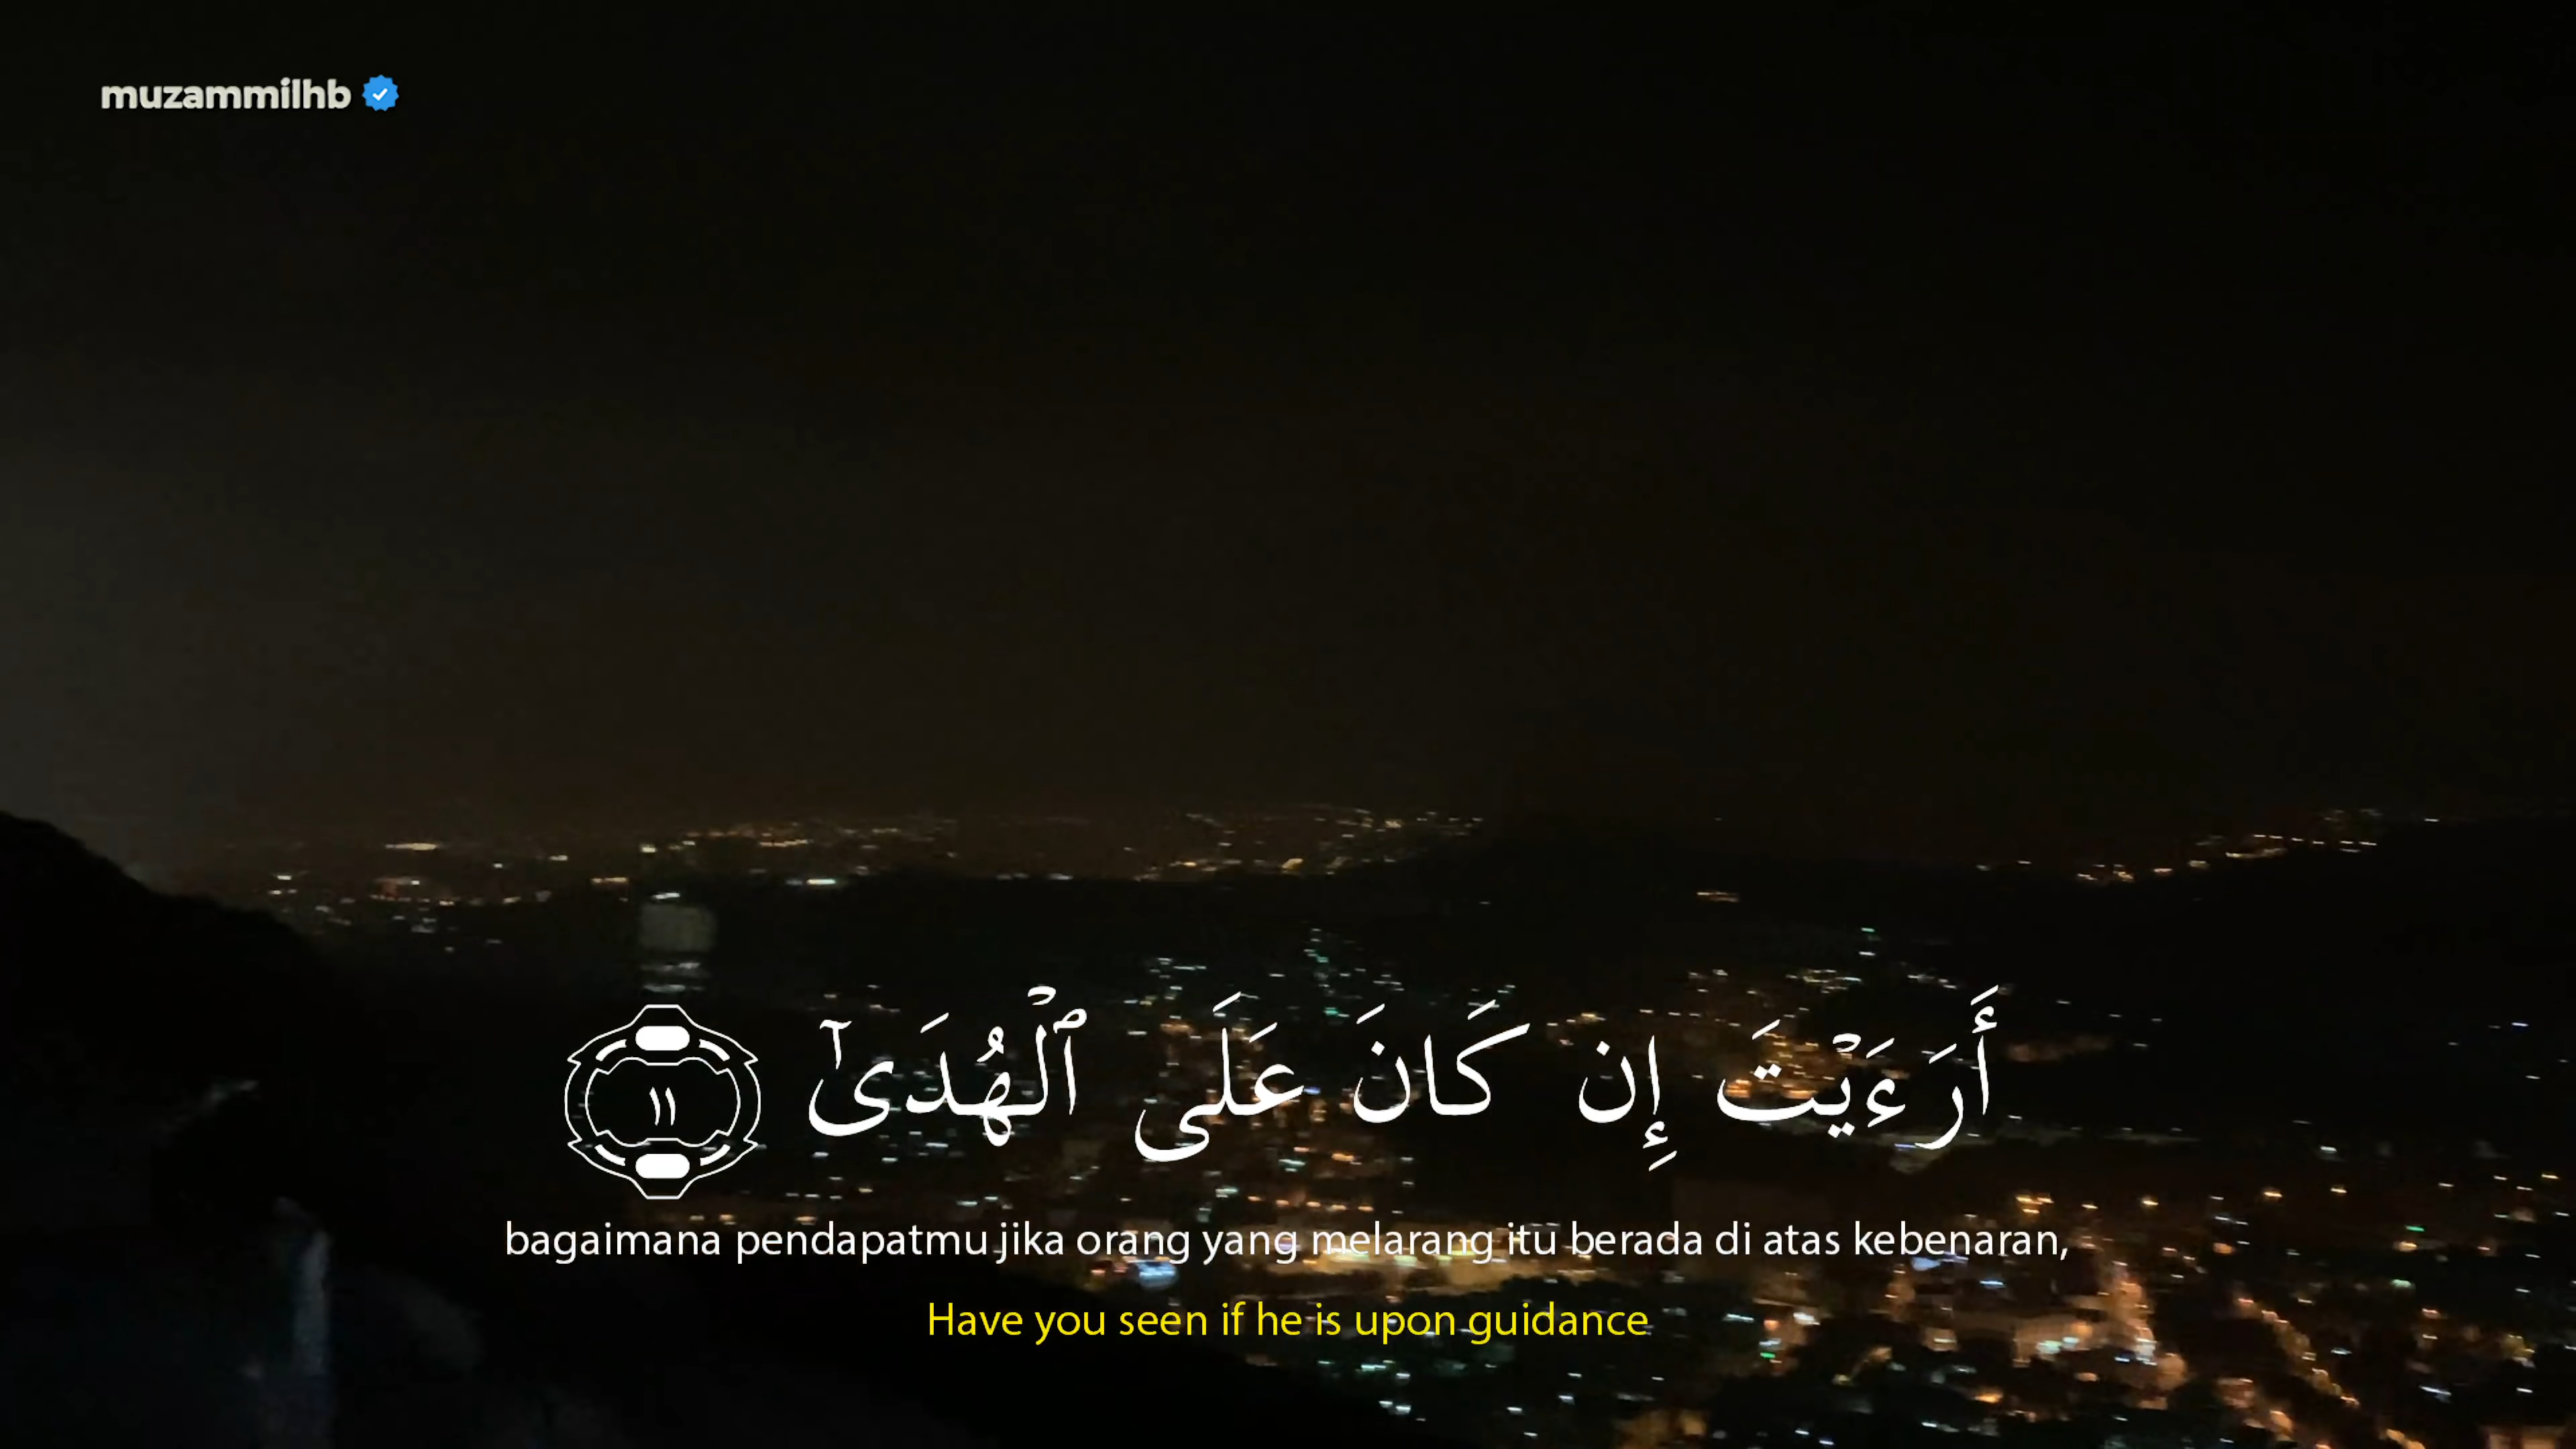 muzammilhb
أَرَءَيْتَ إِن كَانَ عَلَى ٱلْهُدَىٰٓ ١١
bagaimana pendapatmu jika orang yang melarang itu berada di atas kebenaran,
Have you seen if he is upon guidance